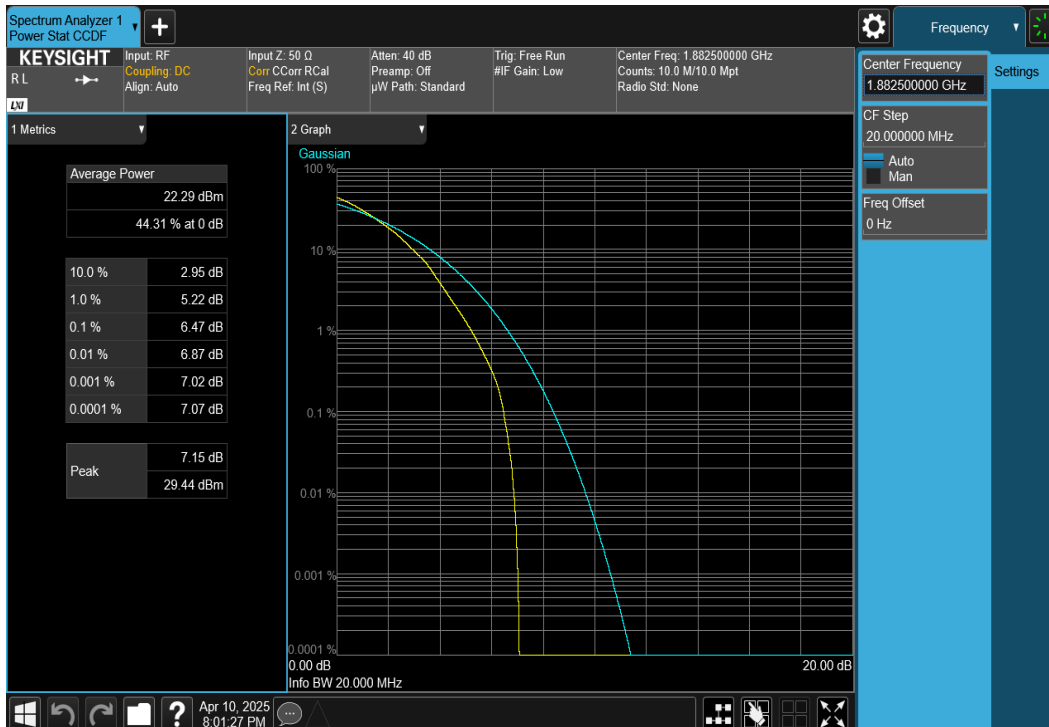 Spectrum Analyzer 1
Power Stat CCDF
Frequency
KEYSIGHT
R L
LXI
Input: RF
Coupling: DC
Align: Auto
Input Z: 50 Ω
Corr CCorr RCal
Freq Ref: Int (S)
Atten: 40 dB
Preamp: Off
µW Path: Standard
Trig: Free Run
#IF Gain: Low
Center Freq: 1.882500000 GHz
Counts: 10.0 M/10.0 Mpt
Radio Std: None
Center Frequency
1.882500000 GHz
Settings
CF Step
20.000000 MHz
Auto
Man
Freq Offset
0 Hz
1 Metrics
Average Power
22.29 dBm
44.31 % at 0 dB
10.0 % 2.95 dB
1.0 % 5.22 dB
0.1 % 6.47 dB
0.01 % 6.87 dB
0.001 % 7.02 dB
0.0001 % 7.07 dB
Peak 7.15 dB
29.44 dBm
2 Graph
Gaussian
100 %
10 %
1 %
0.1 %
0.01 %
0.001 %
0.0001 %
0.00 dB 20.00 dB
Info BW 20.000 MHz
Apr 10, 2025
8:01:27 PM